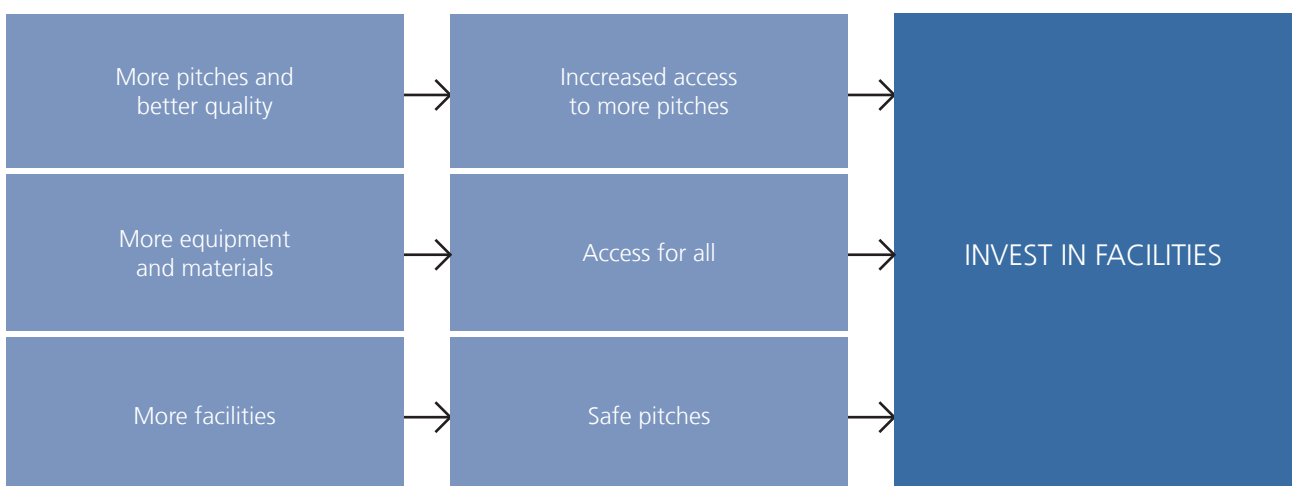 More pitches and
better quality
Inccreased access
to more pitches
More equipment
and materials
Access for all
INVEST IN FACILITIES
More facilities
Safe pitches